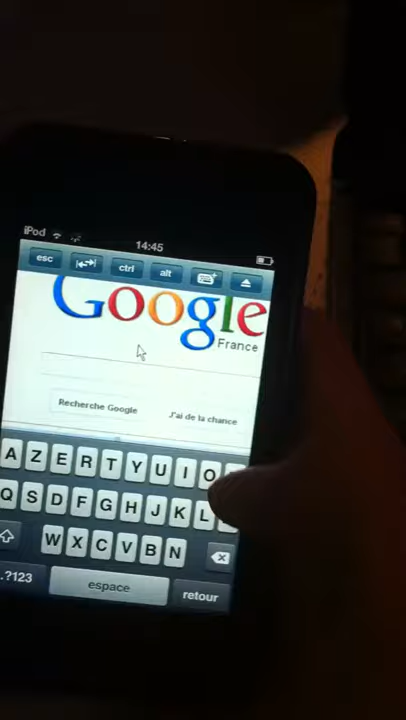 iPod 14:45
esc ctrl alt
Google
France
Recherche Google J'ai de la chance
A Z E R T Y U I O
Q S D F G H J K L
W X C V B N
.?123 espace retour